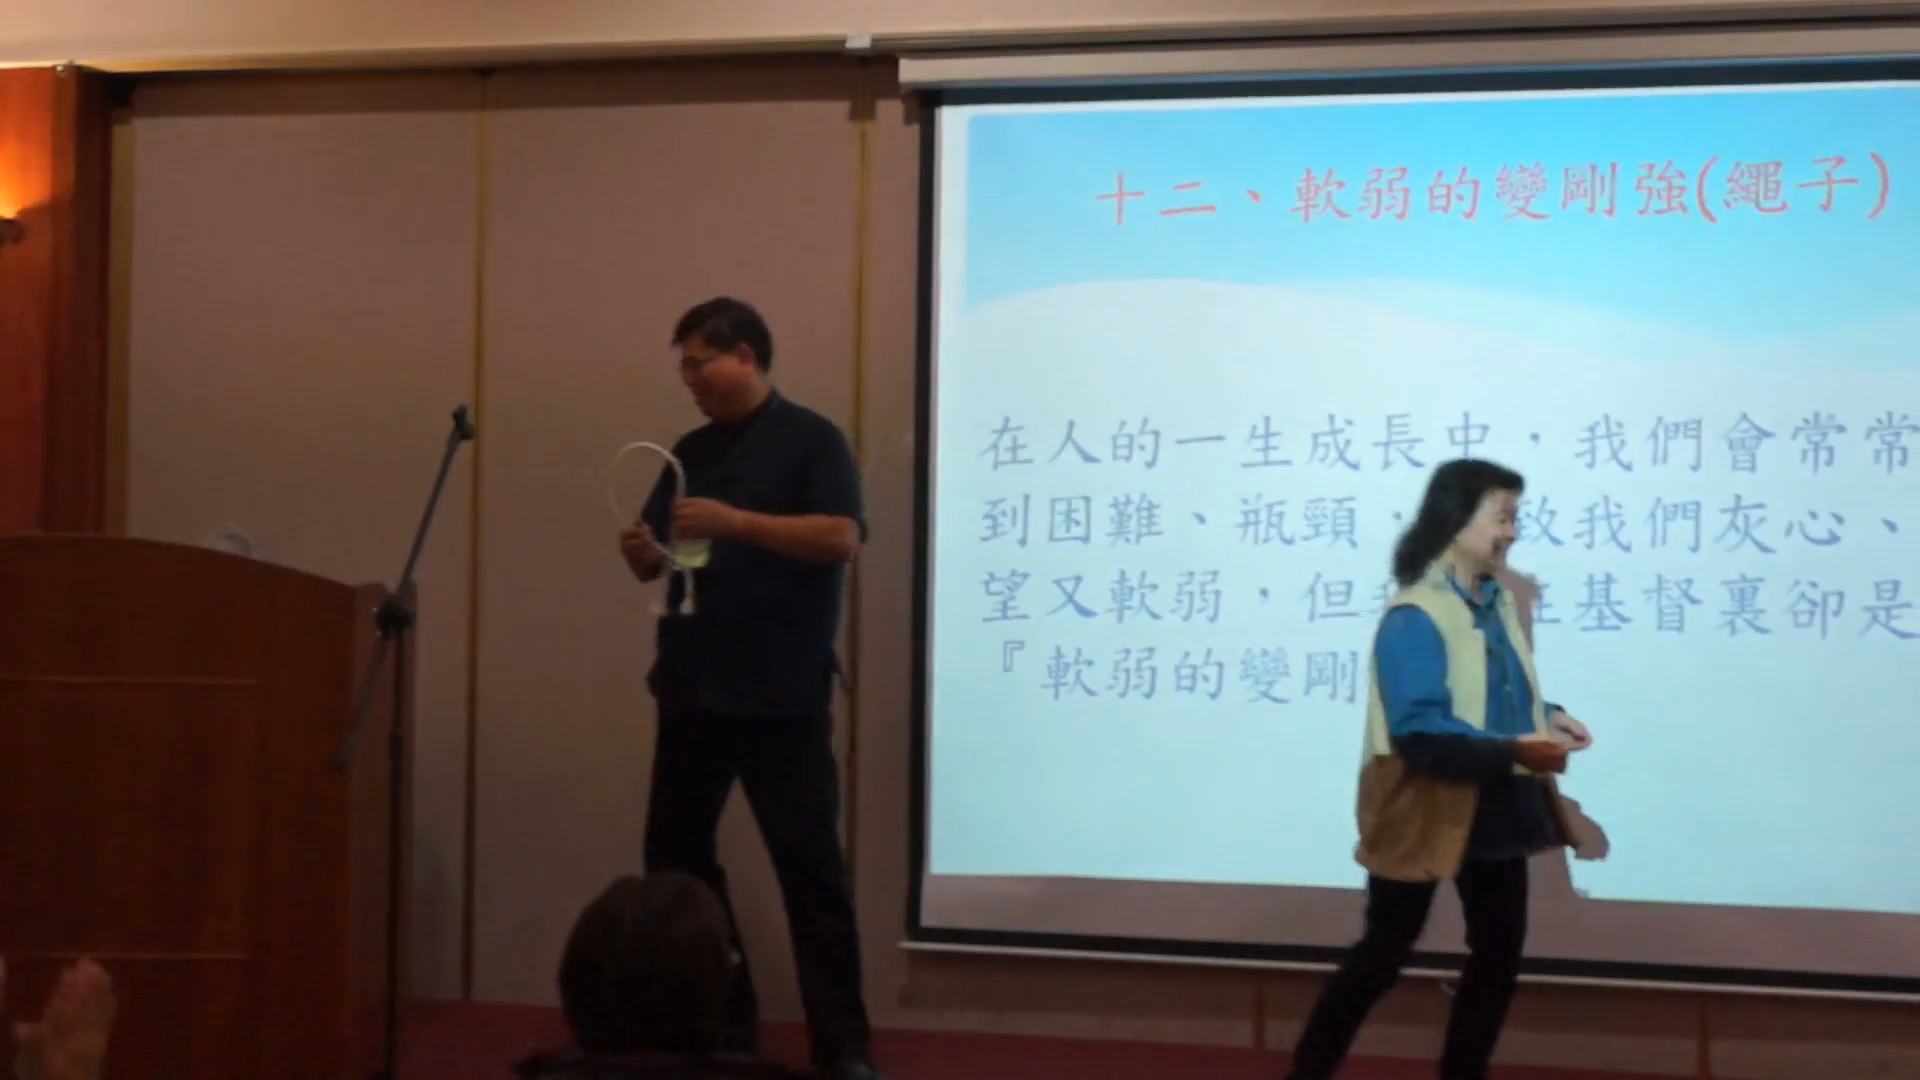 十二、軟弱的變剛強(繩子)
在人的一生成長中，我們會常常
到困難、瓶頸，致我們灰心、
望又軟弱，但在基督裏卻是
『軟弱的變剛